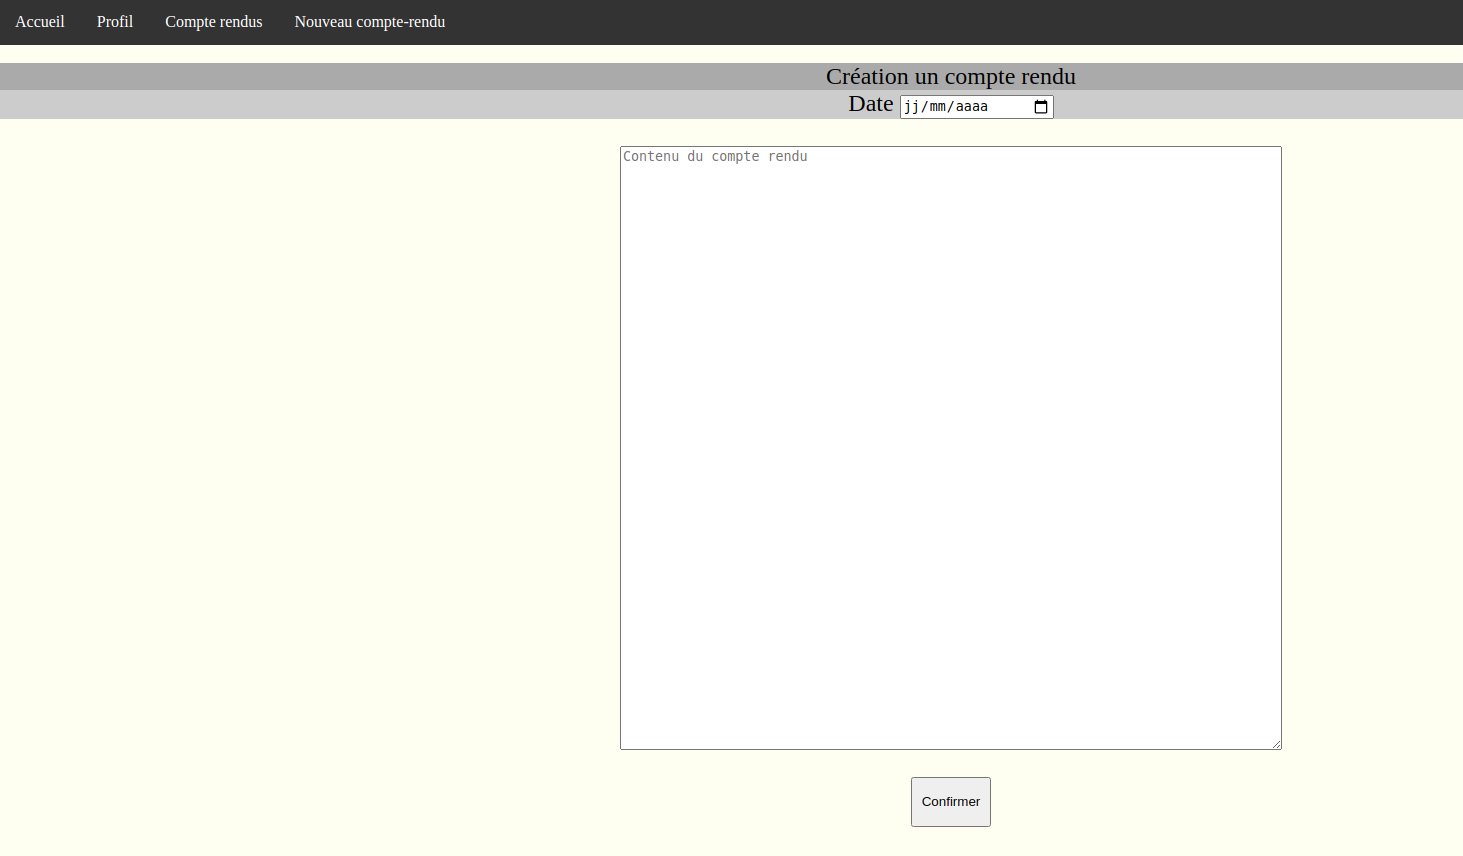 Accueil Profil Compte rendus Nouveau compte-rendu
Création un compte rendu
Date jj/mm/aaaa
Contenu du compte rendu
Confirmer